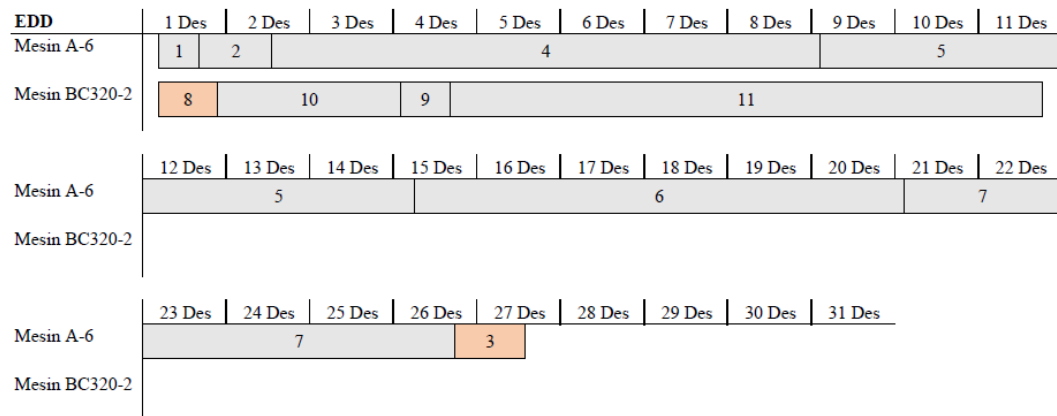 EDD 1 Des 2 Des 3 Des 4 Des 5 Des 6 Des 7 Des 8 Des 9 Des 10 Des 11 Des
Mesin A-6 1 2 4 5
Mesin BC320-2 8 10 9 11
12 Des 13 Des 14 Des 15 Des 16 Des 17 Des 18 Des 19 Des 20 Des 21 Des 22 Des
Mesin A-6 5 6 7
Mesin BC320-2
23 Des 24 Des 25 Des 26 Des 27 Des 28 Des 29 Des 30 Des 31 Des
Mesin A-6 7 3
Mesin BC320-2